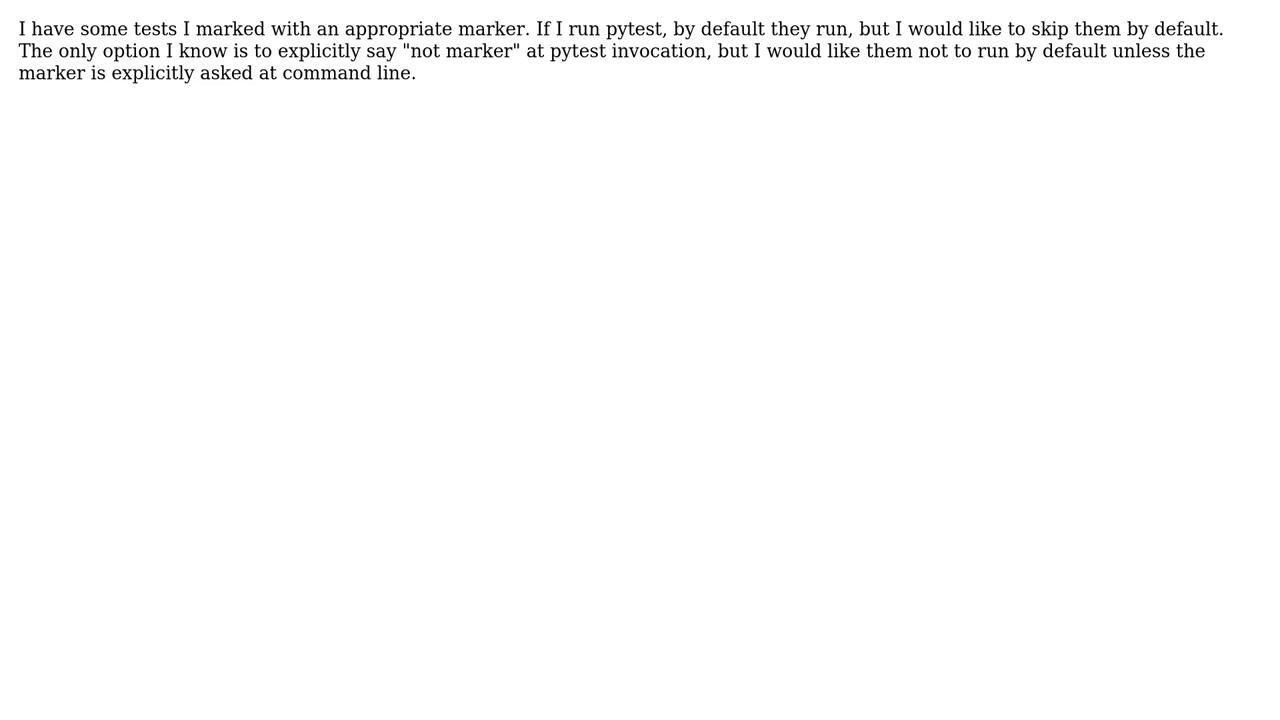 I have some tests I marked with an appropriate marker. If I run pytest, by default they run, but I would like to skip them by default.
The only option I know is to explicitly say "not marker" at pytest invocation, but I would like them not to run by default unless the
marker is explicitly asked at command line.